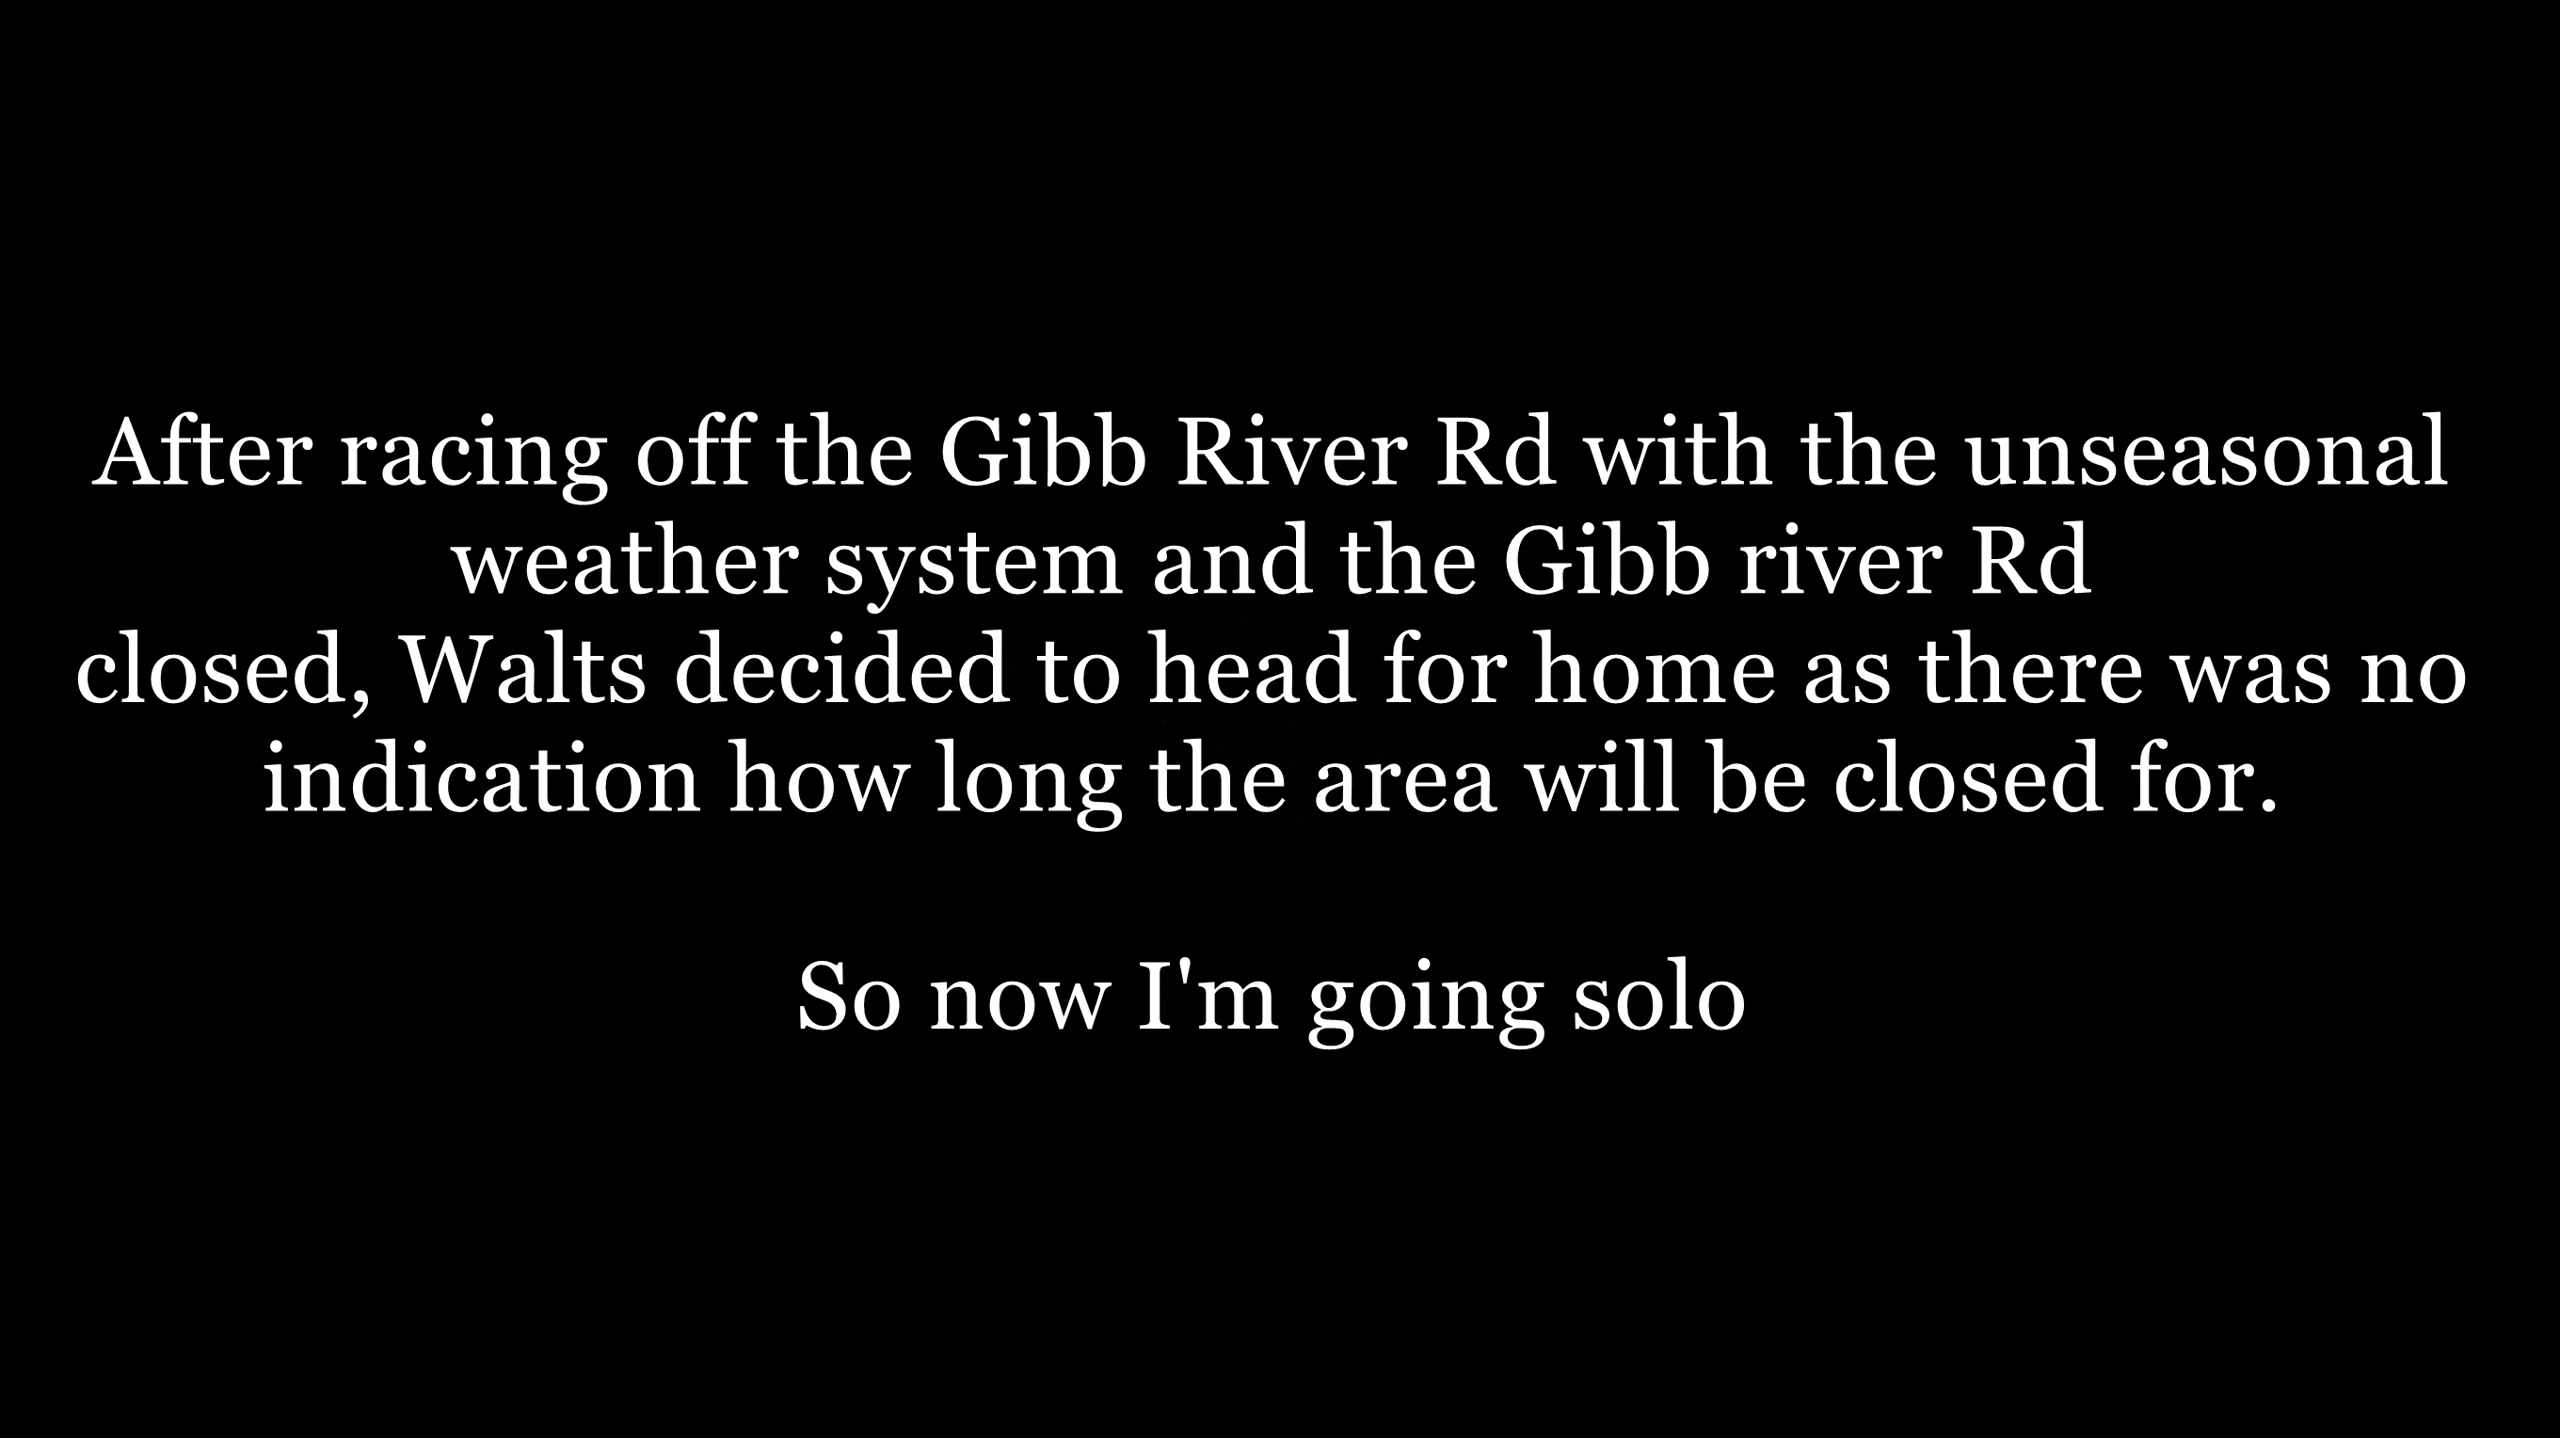 After racing off the Gibb River Rd with the unseasonal
weather system and the Gibb river Rd
closed, Walts decided to head for home as there was no
indication how long the area will be closed for.
So now I'm going solo